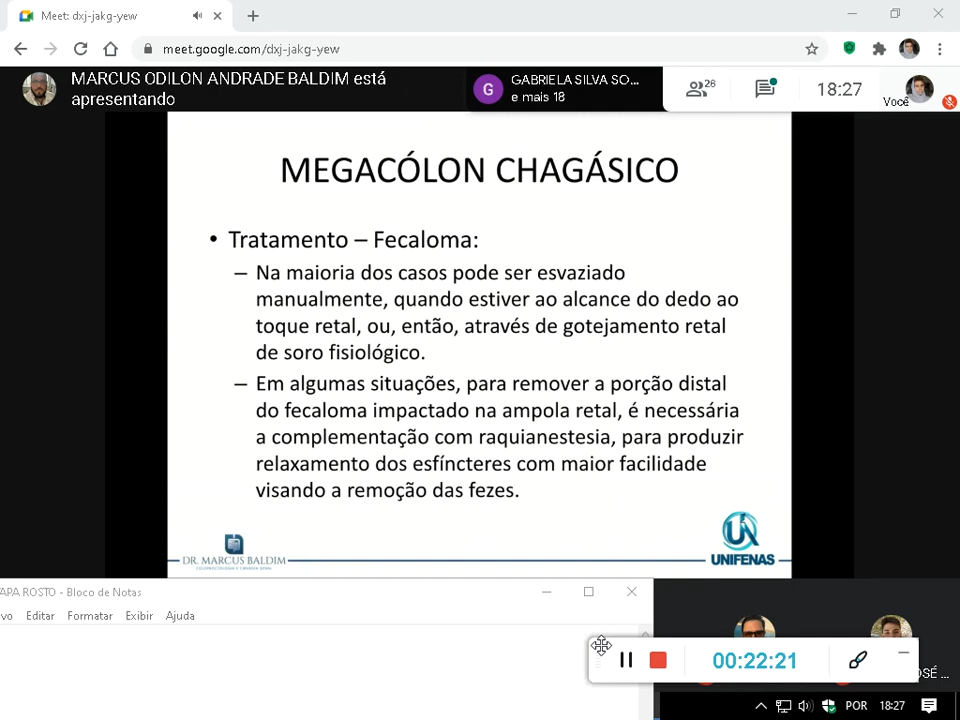 Meet: dxj-jakg-yew
meet.google.com/dxj-jakg-yew
MARCUS ODILON ANDRADE BALDIM está
apresentando
G
GABRIELA SILVA SO...
e mais 18
28
18:27
Você
MEGACÓLON CHAGÁSICO
• Tratamento – Fecaloma:
– Na maioria dos casos pode ser esvaziado
manualmente, quando estiver ao alcance do dedo ao
toque retal, ou, então, através de gotejamento retal
de soro fisiológico.
– Em algumas situações, para remover a porção distal
do fecaloma impactado na ampola retal, é necessária
a complementação com raquianestesia, para produzir
relaxamento dos esfíncteres com maior facilidade
visando a remoção das fezes.
DR. MARCUS BALDIM
COLOPROCTOLOGIA E CIRURGIA GERAL
UNIFENAS
TAPA ROSTO - Bloco de Notas
vo Editar Formatar Exibir Ajuda
00:22:21
OSÉ ...
POR 18:27